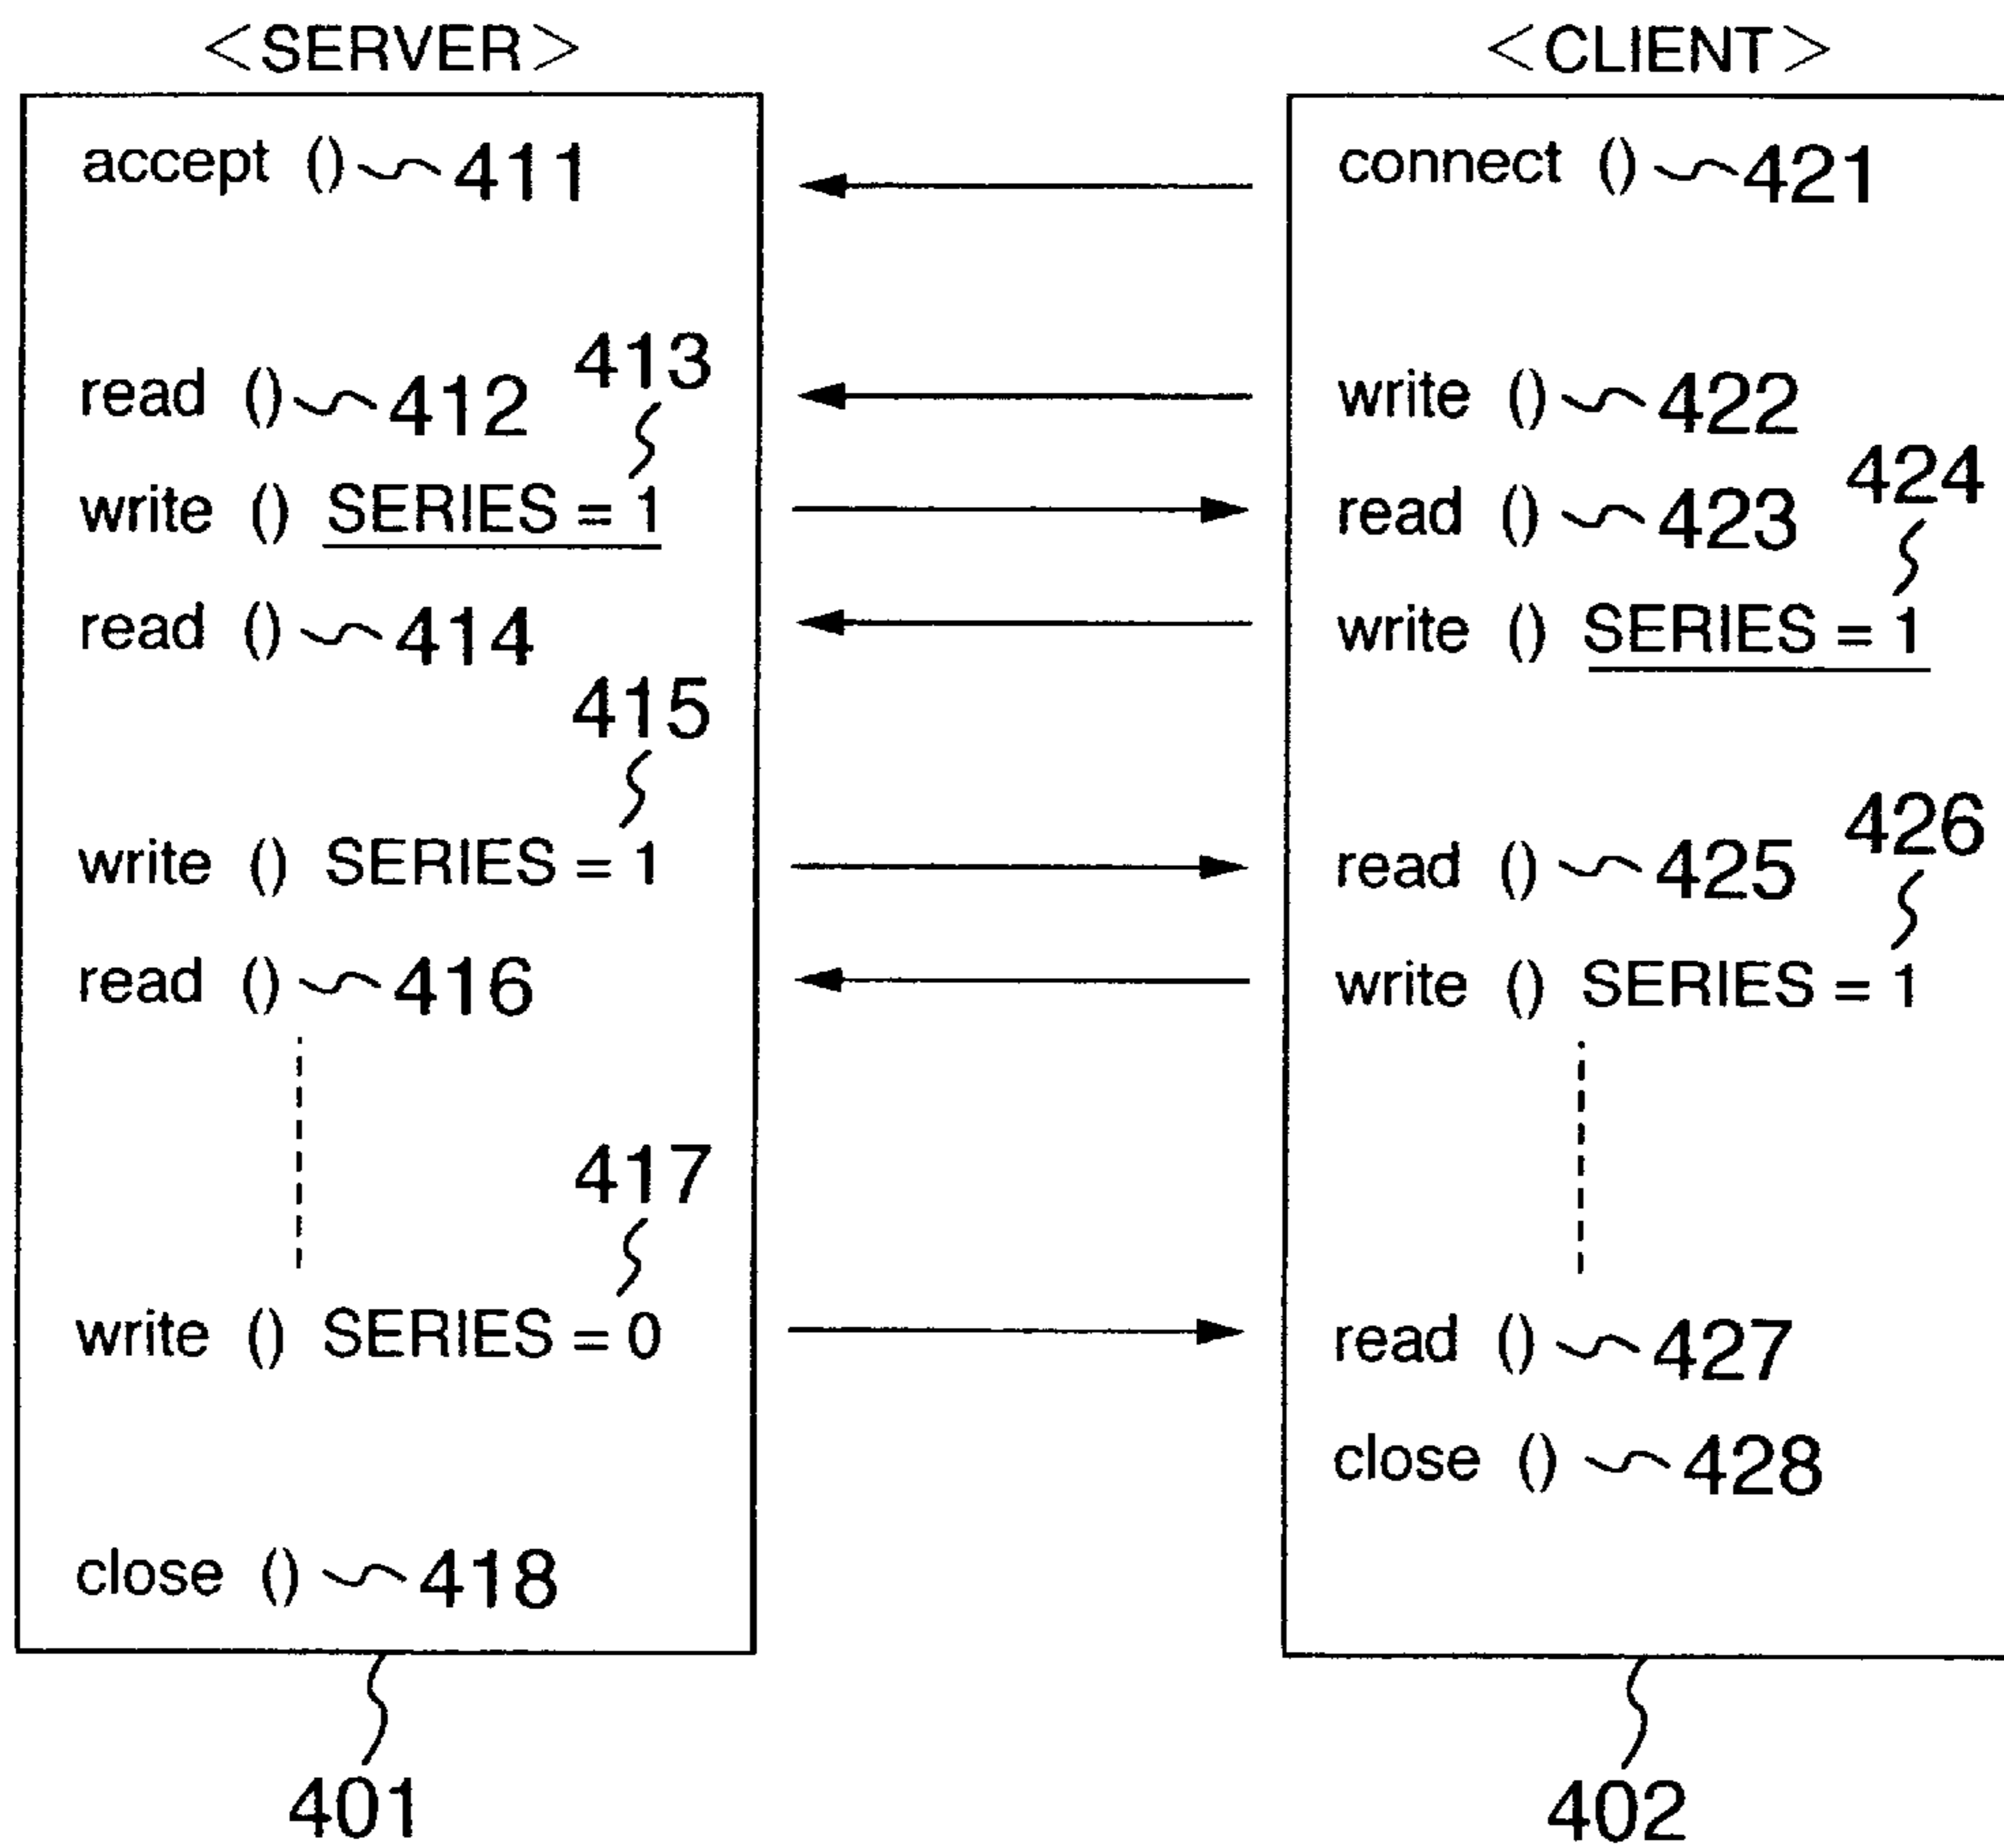 <SERVER>
accept () 411
read () 412
413
write () SERIES = 1
read () 414
415
write () SERIES = 1
read () 416
417
write () SERIES = 0
close () 418
401
<CLIENT>
connect () 421
write () 422
read () 423
424
write () SERIES = 1
read () 425
426
write () SERIES = 1
read () 427
close () 428
402